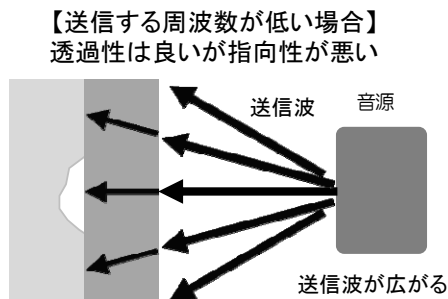 【送信する周波数が低い場合】
透過性は良いが指向性が悪い
送信波
音源
送信波が広がる